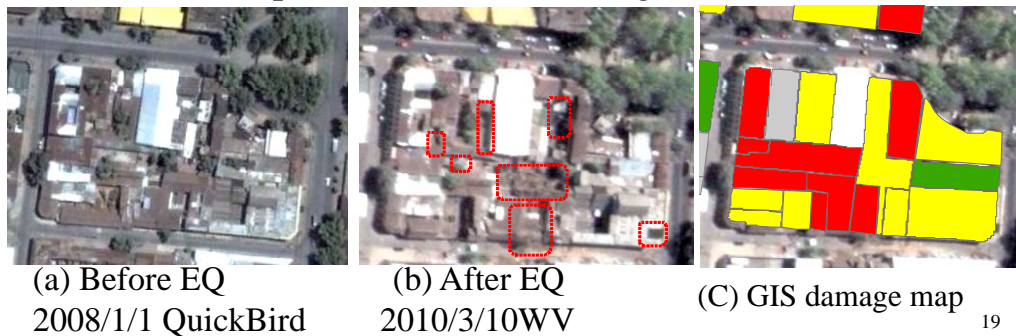 (a) Before EQ
2008/1/1 QuickBird
(b) After EQ
2010/3/10WV
(C) GIS damage map
19